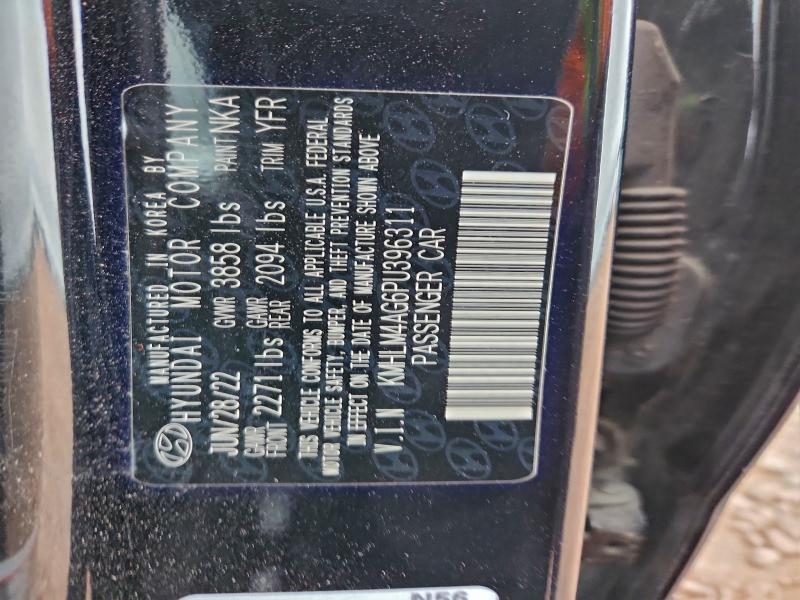 MANUFACTURED IN KOREA BY
HYUNDAI MOTOR COMPANY
JUN/28/22 GVWR 3858 lbs PAINT NKA
GAWR FRONT 2271 lbs GAWR REAR 2094 lbs TRIM YFR
THIS VEHICLE CONFORMS TO ALL APPLICABLE U.S.A. FEDERAL
MOTOR VEHICLE SAFETY, BUMPER, AND THEFT PREVENTION STANDARDS
IN EFFECT ON THE DATE OF MANUFACTURE SHOWN ABOVE
V.I.N KMHLM4AG6PU396311
PASSENGER CAR
N56